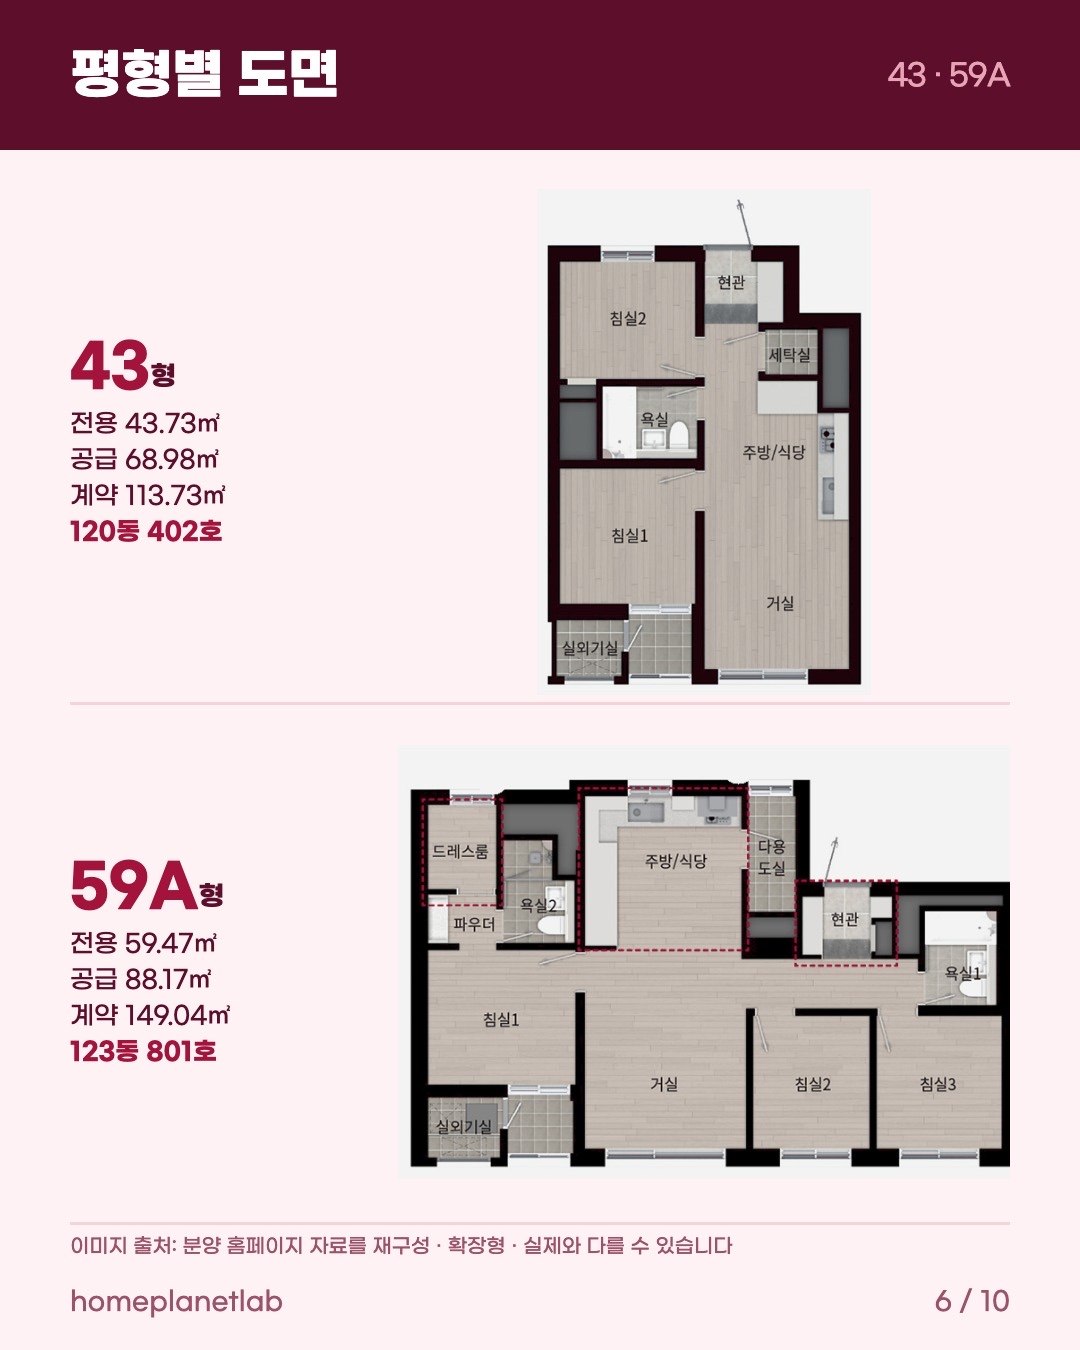 평형별 도면
43 · 59A
43형
전용 43.73㎡
공급 68.98㎡
계약 113.73㎡
120동 402호
현관
침실2
세탁실
욕실
주방/식당
침실1
거실
실외기실
59A형
전용 59.47㎡
공급 88.17㎡
계약 149.04㎡
123동 801호
드레스룸
주방/식당
다용
도실
욕실2
파우더
현관
욕실1
침실1
거실
침실2
침실3
실외기실
이미지 출처: 분양 홈페이지 자료를 재구성 · 확장형 · 실제와 다를 수 있습니다
homeplanetlab
6 / 10